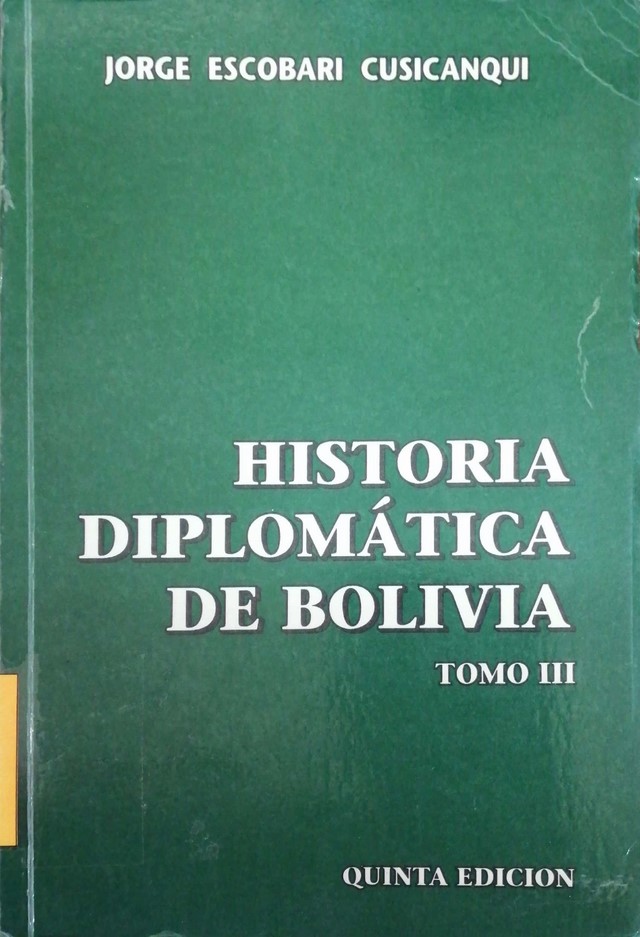 JORGE ESCOBARI CUSICANQUI
HISTORIA
DIPLOMÁTICA
DE BOLIVIA
TOMO III
QUINTA EDICION